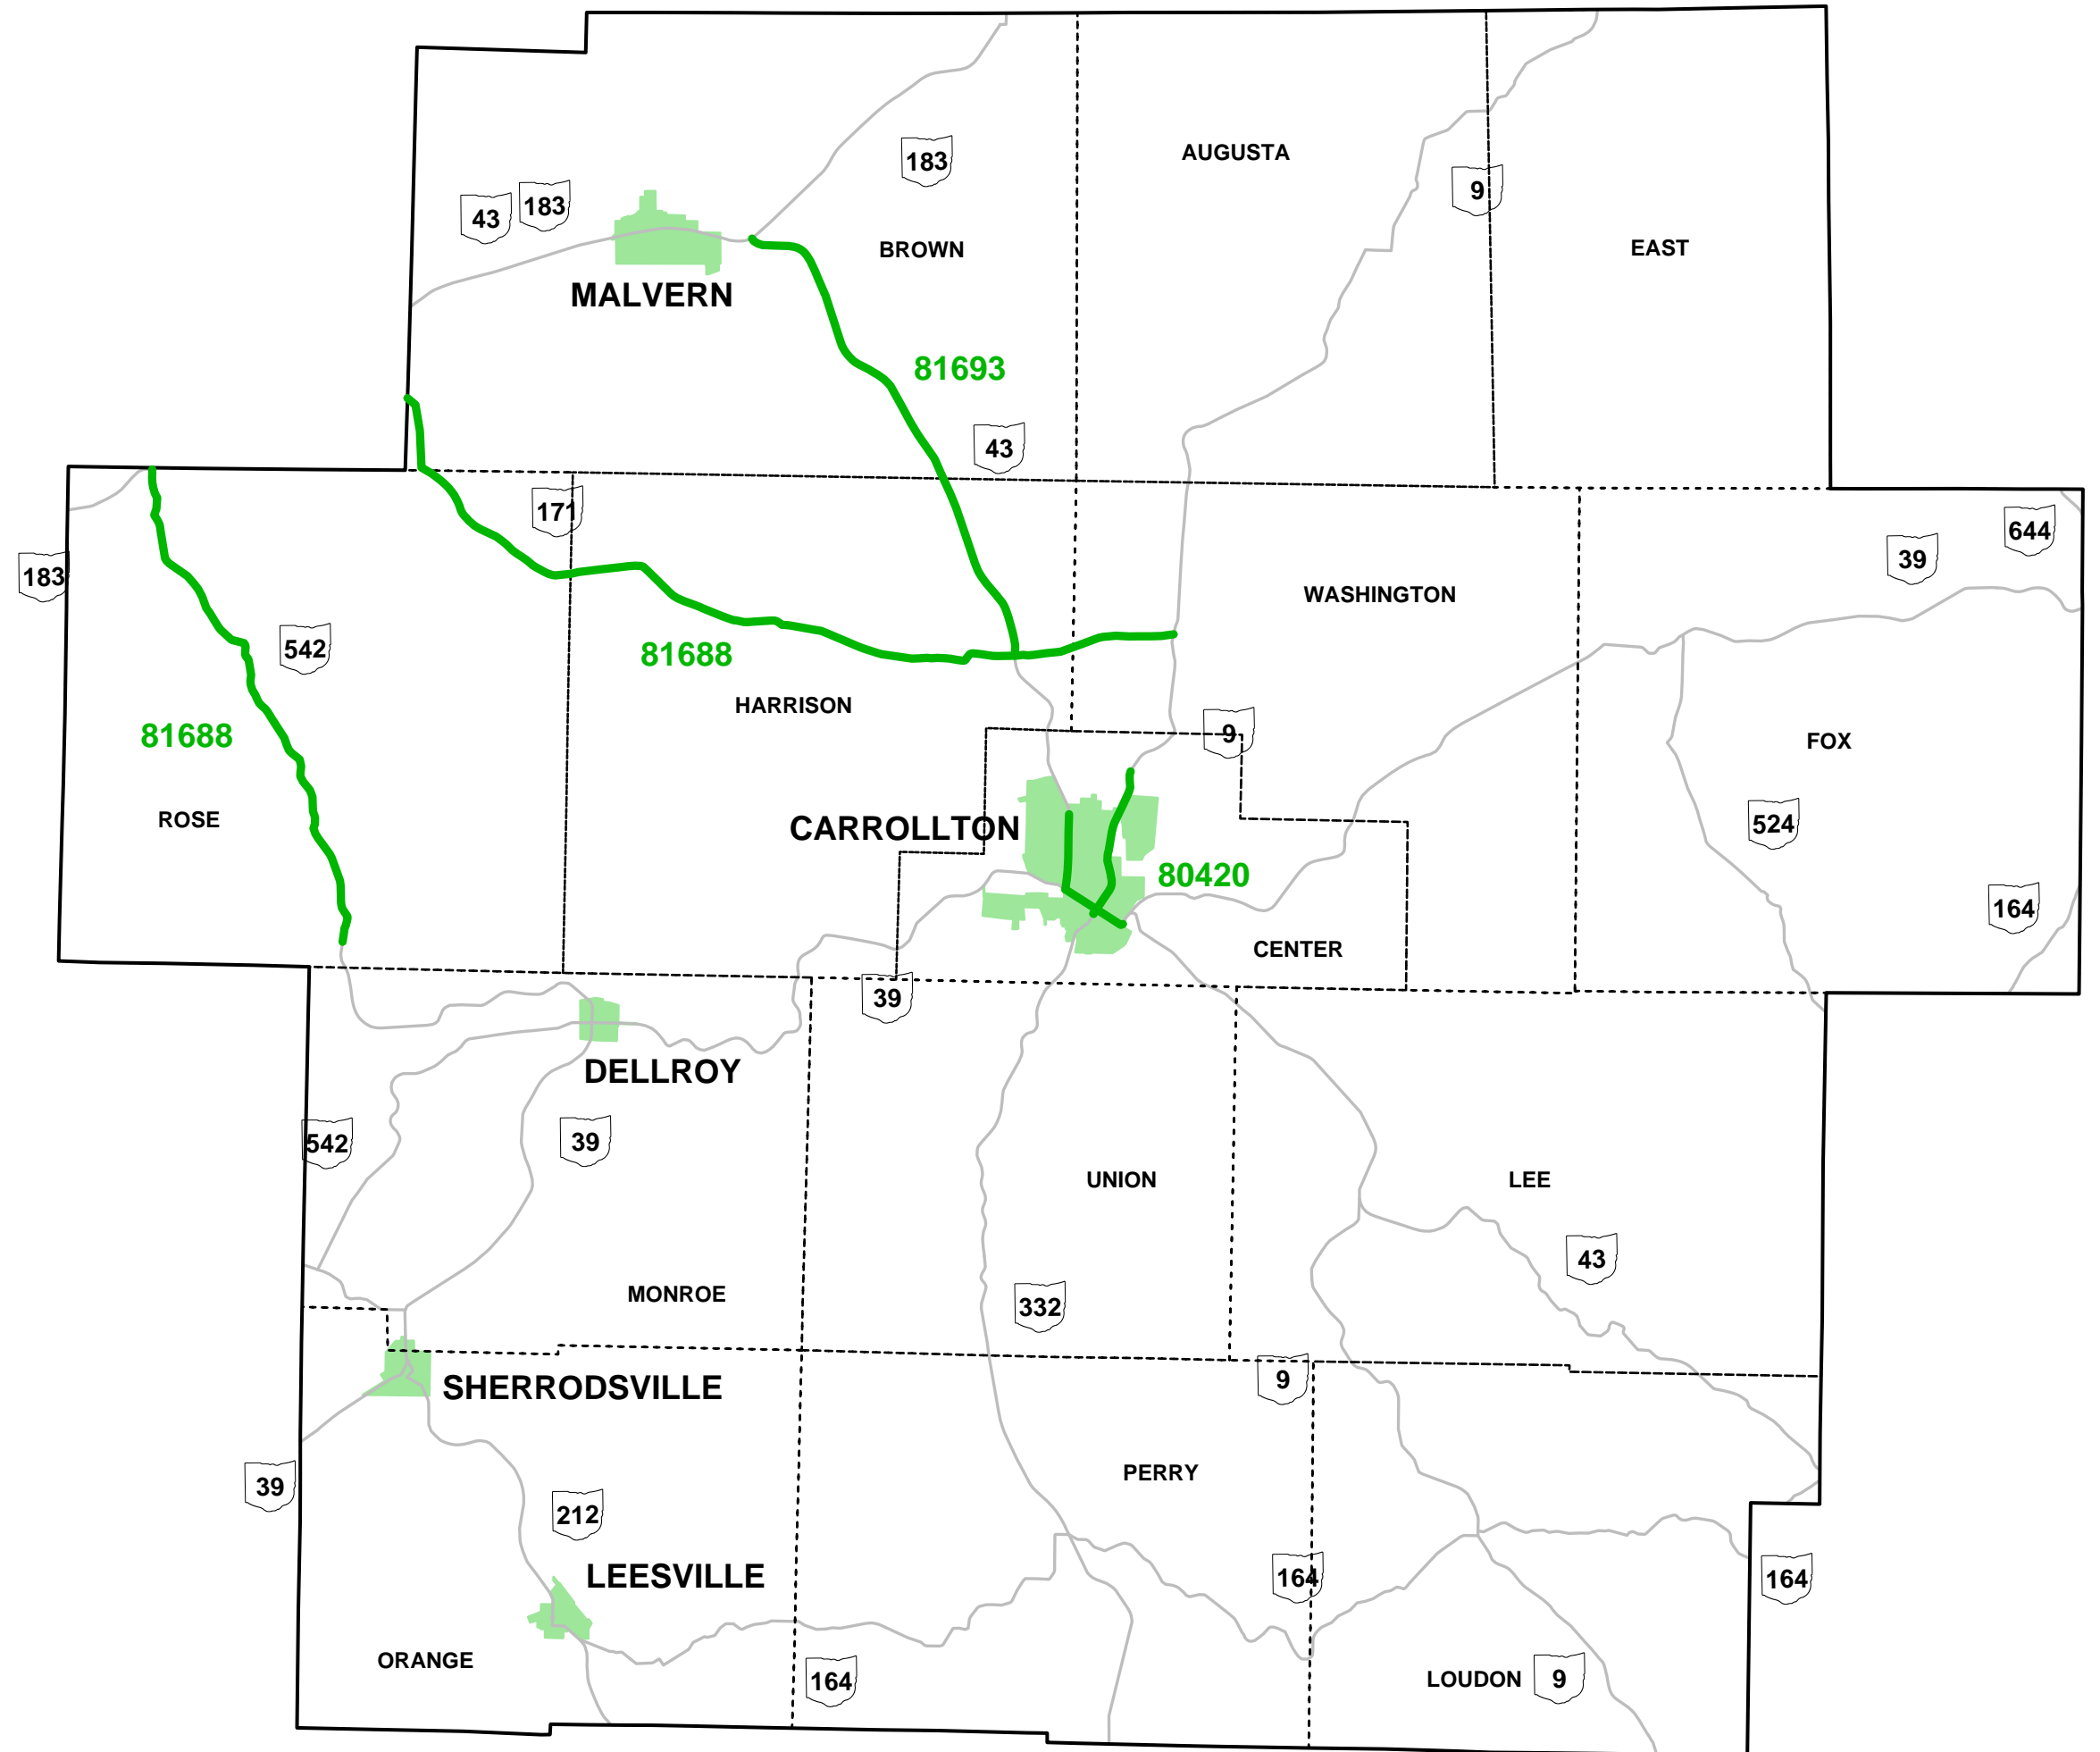 183
AUGUSTA
9
43
183
BROWN
EAST
MALVERN
81693
43
171
644
39
183
WASHINGTON
542
81688
HARRISON
81688
9
FOX
ROSE
CARROLLTON
524
80420
164
CENTER
39
DELLROY
542
39
UNION
LEE
43
MONROE
332
9
SHERRODSVILLE
PERRY
39
212
LEESVILLE
164
164
ORANGE
164
LOUDON
9